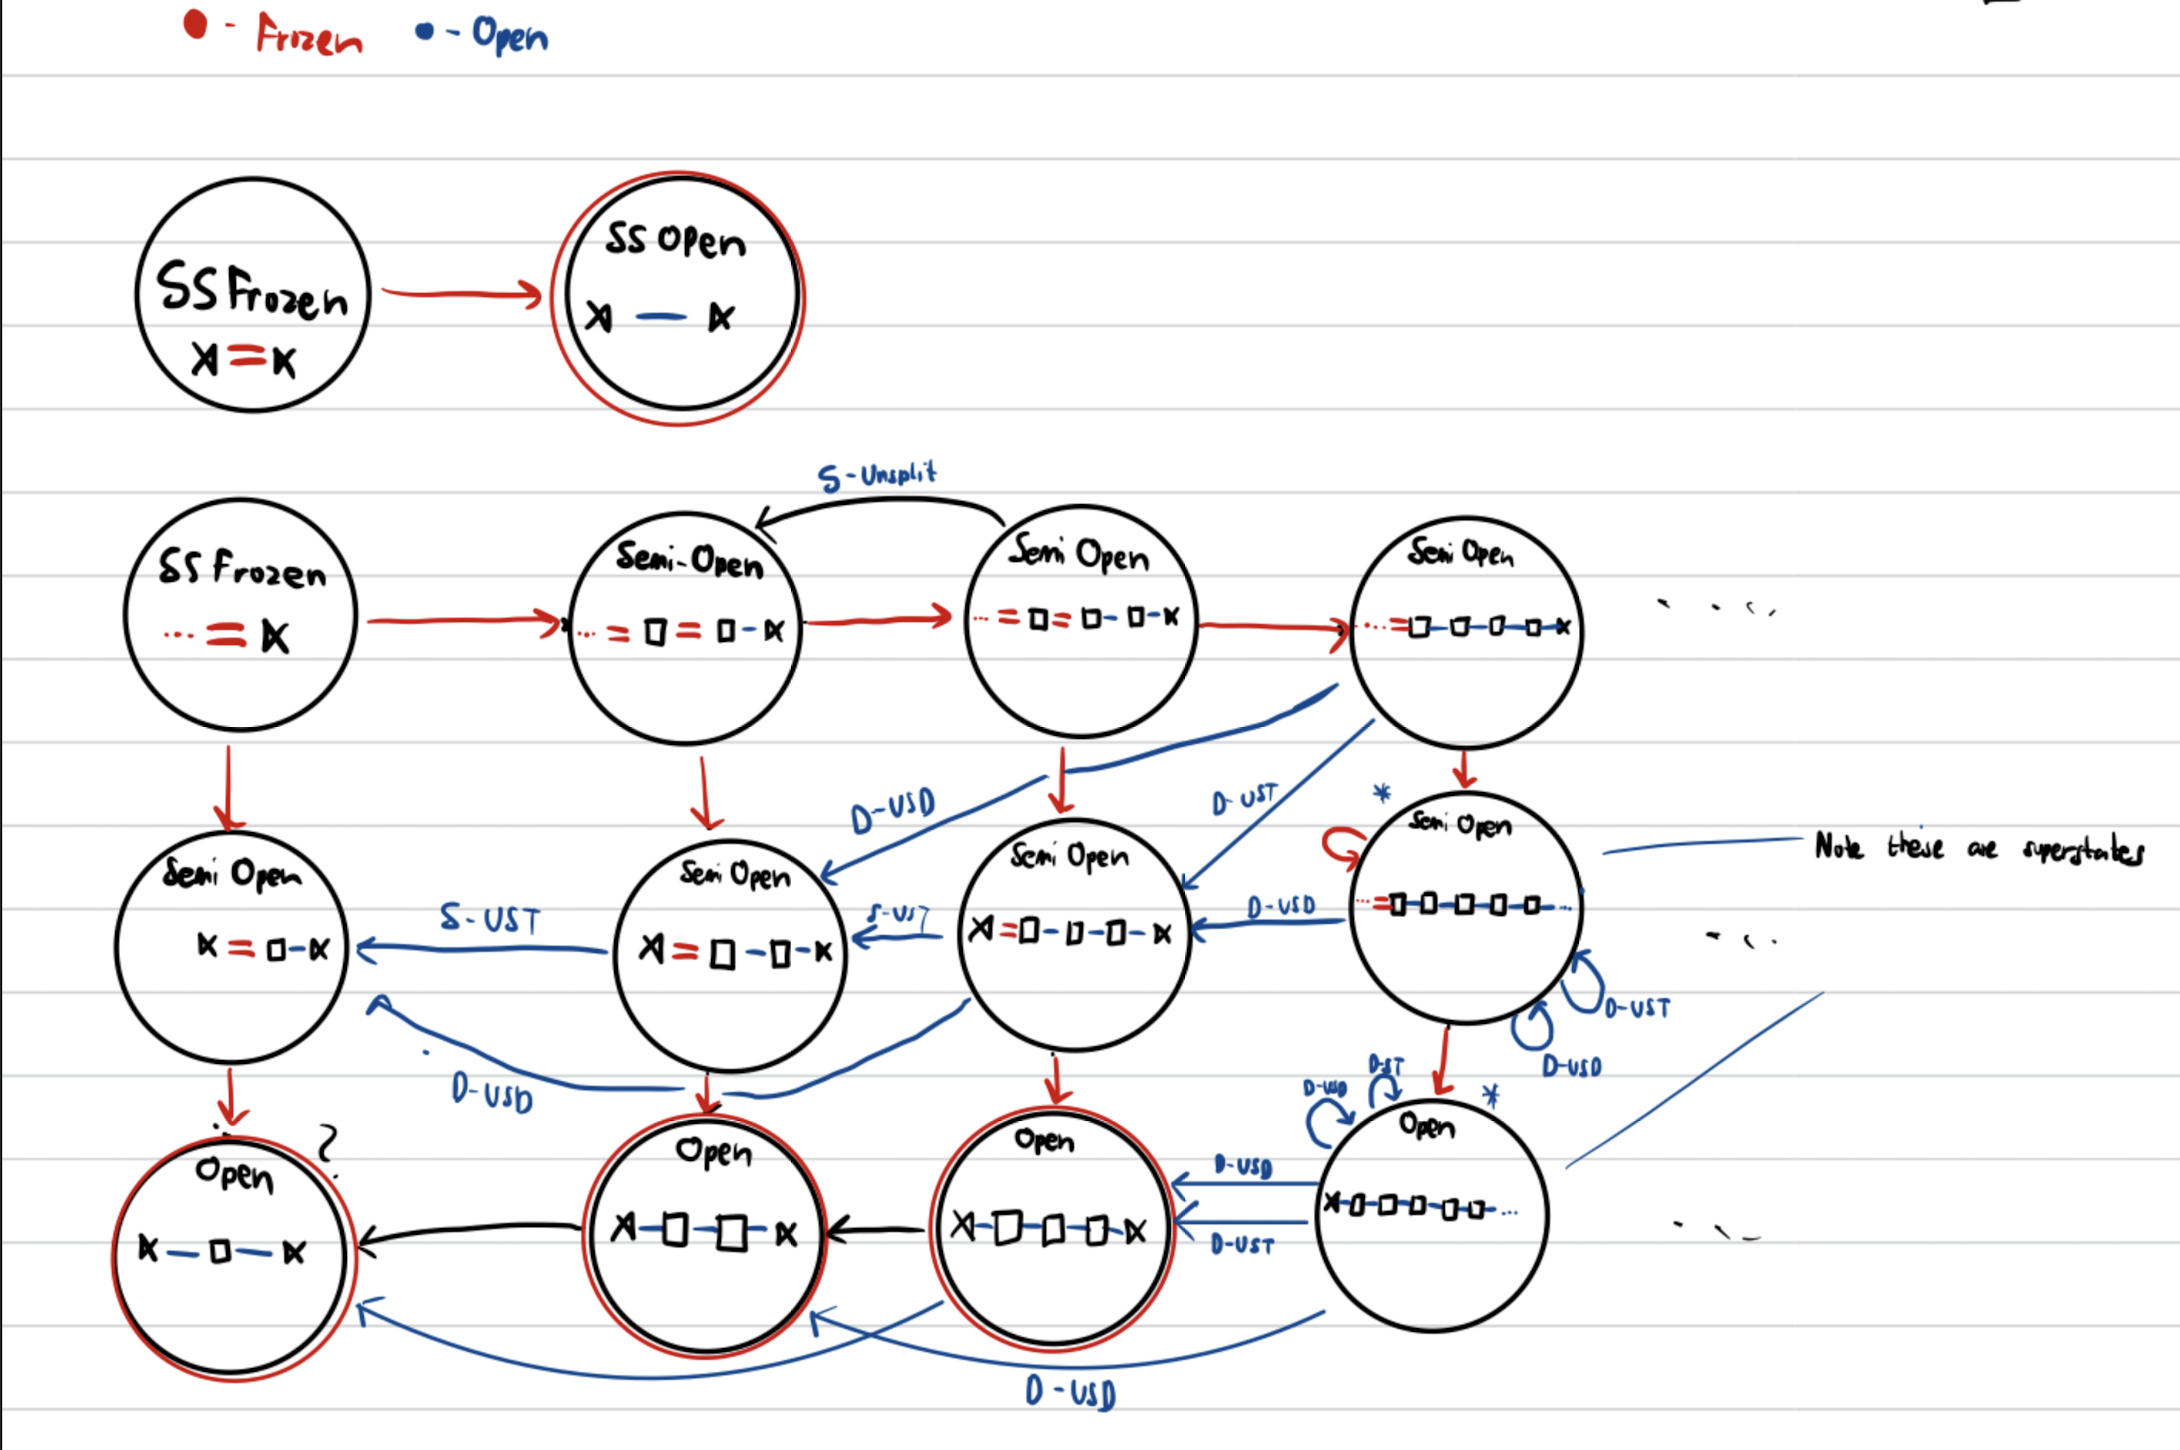 - Frozen - Open
SS Open
SS Frozen
S-Unsplit
SS Frozen
Semi-Open
Semi Open
Semi Open
D-USD
D-UST
*
Semi Open
Semi Open
Semi Open
Semi Open
Note these are superstates
S-UST
S-UST
D-USD
D-UST
D-USD
D-USD
D-USD
D-ST
*
Open
?
Open
Open
Open
D-USD
D-UST
D-USD